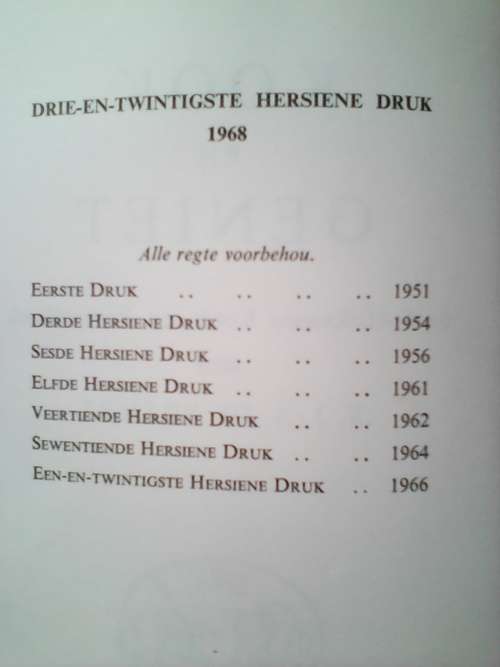 DRIE-EN-TWINTIGSTE HERSIENE DRUK
1968
Alle regte voorbehou.
EERSTE DRUK .. .. .. .. 1951
DERDE HERSIENE DRUK .. .. .. 1954
SESDE HERSIENE DRUK .. .. .. 1956
ELFDE HERSIENE DRUK .. .. .. 1961
VEERTIENDE HERSIENE DRUK .. .. 1962
SEWENTIENDE HERSIENE DRUK .. .. 1964
EEN-EN-TWINTIGSTE HERSIENE DRUK .. 1966